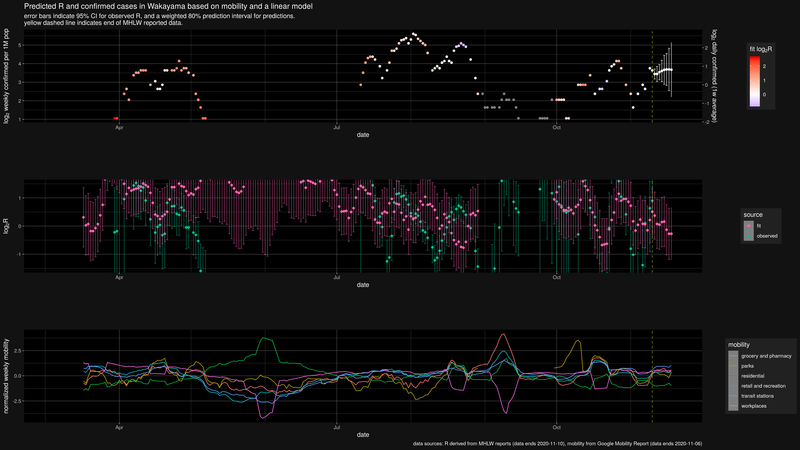 Predicted R and confirmed cases in Wakayama based on mobility and a linear model
error bars indicate 95% CI for observed R, and a weighted 80% prediction interval for predictions.
yellow dashed line indicates end of MHLW reported data.
log₂ weekly confirmed per 1M pop
5
4
3
2
1
2
1
0
-1
-2
log₂ daily confirmed (1w average)
Apr
Jul
Oct
date
fit log₂R
2
1
0
log₂R
1
0
-1
Apr
Jul
Oct
date
source
fit
observed
normalised weekly mobility
2.5
0.0
-2.5
Apr
Jul
Oct
date
mobility
grocery and pharmacy
parks
residential
retail and recreation
transit stations
workplaces
data sources: R derived from MHLW reports (data ends 2020-11-10), mobility from Google Mobility Report (data ends 2020-11-06)